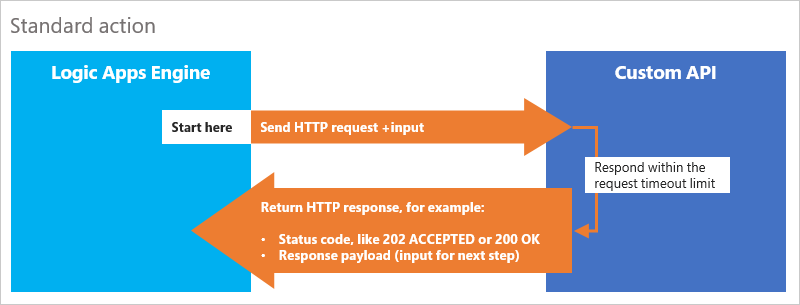 Standard action
Logic Apps Engine
Custom API
Start here
Send HTTP request +input
Respond within the
request timeout limit
Return HTTP response, for example:
• Status code, like 202 ACCEPTED or 200 OK
• Response payload (input for next step)